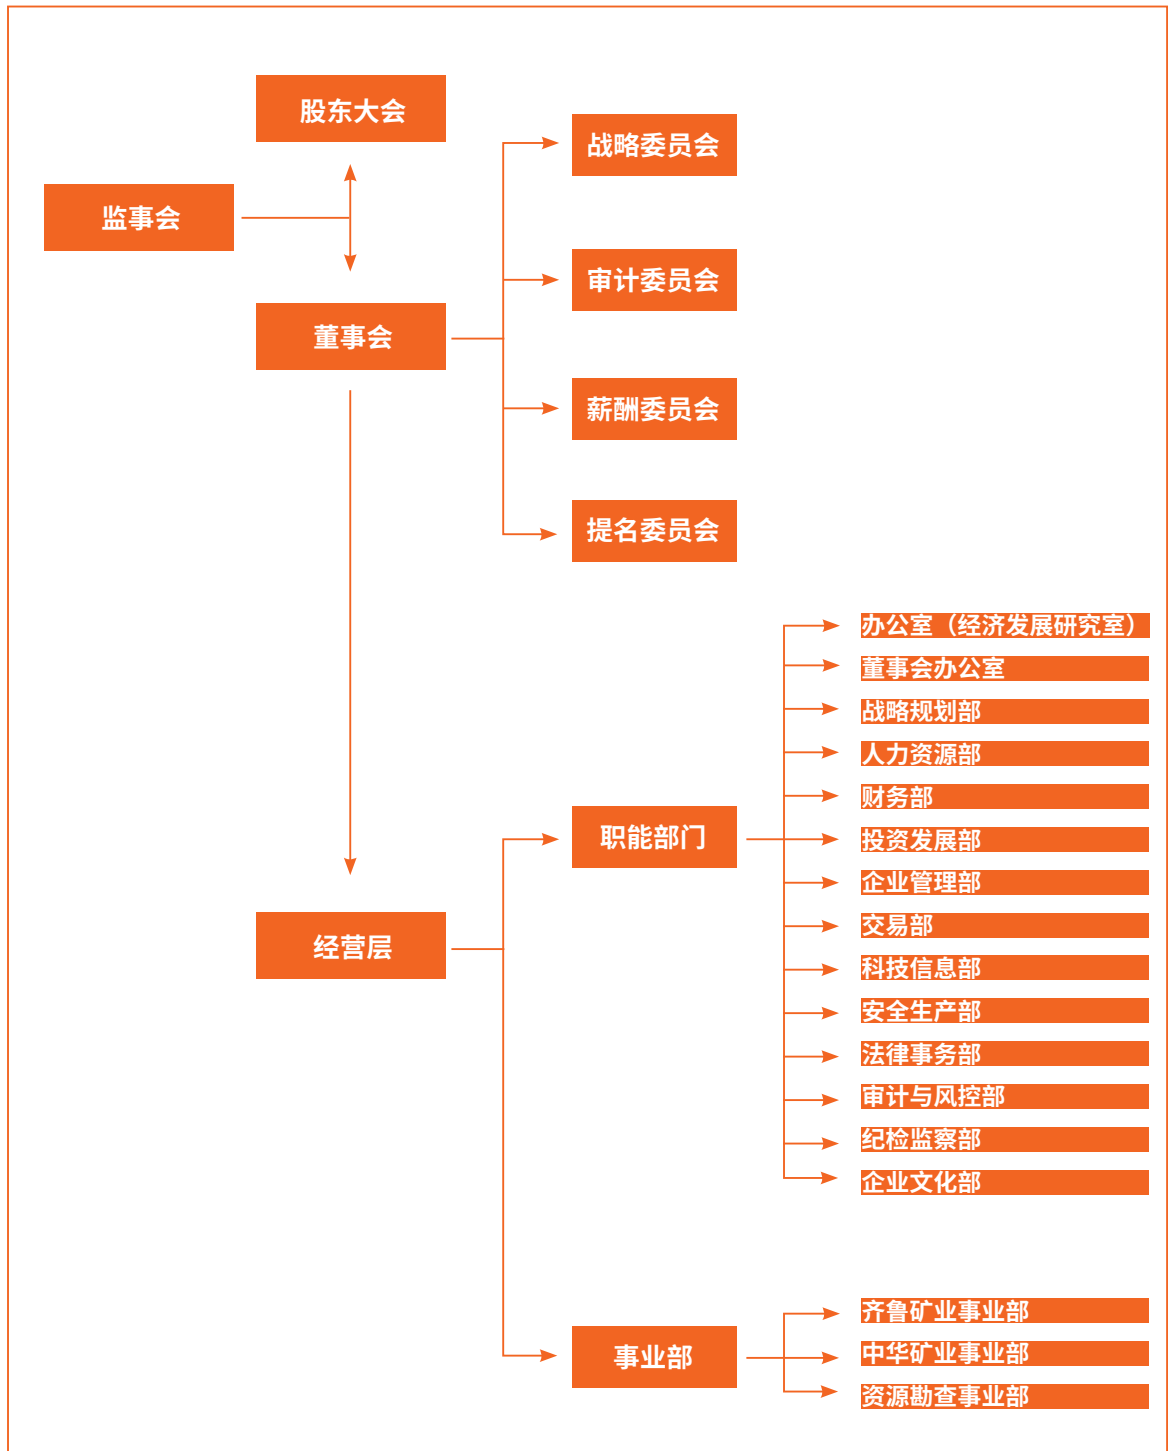 股东大会
监事会
董事会
战略委员会
审计委员会
薪酬委员会
提名委员会
经营层
职能部门
办公室（经济发展研究室）
董事会办公室
战略规划部
人力资源部
财务部
投资发展部
企业管理部
交易部
科技信息部
安全生产部
法律事务部
审计与风控部
纪检监察部
企业文化部
事业部
齐鲁矿业事业部
中华矿业事业部
资源勘查事业部